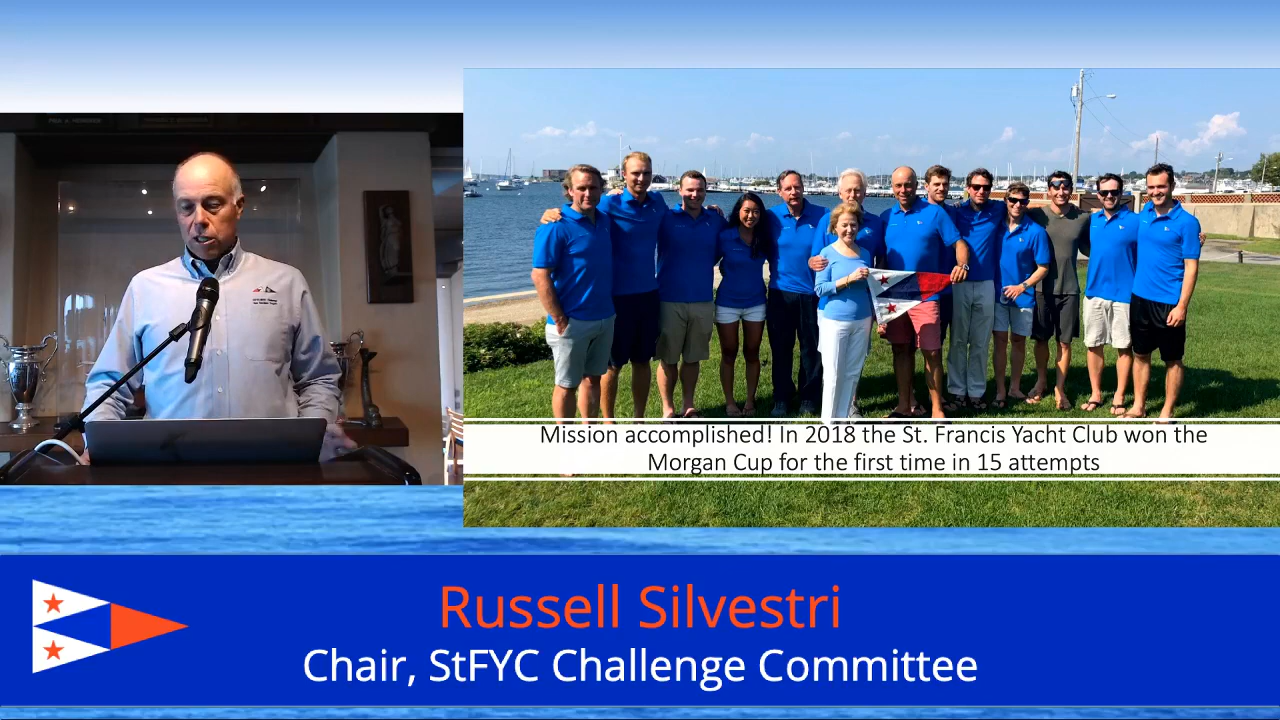 Mission accomplished! In 2018 the St. Francis Yacht Club won the
Morgan Cup for the first time in 15 attempts
Russell Silvestri
Chair, StFYC Challenge Committee